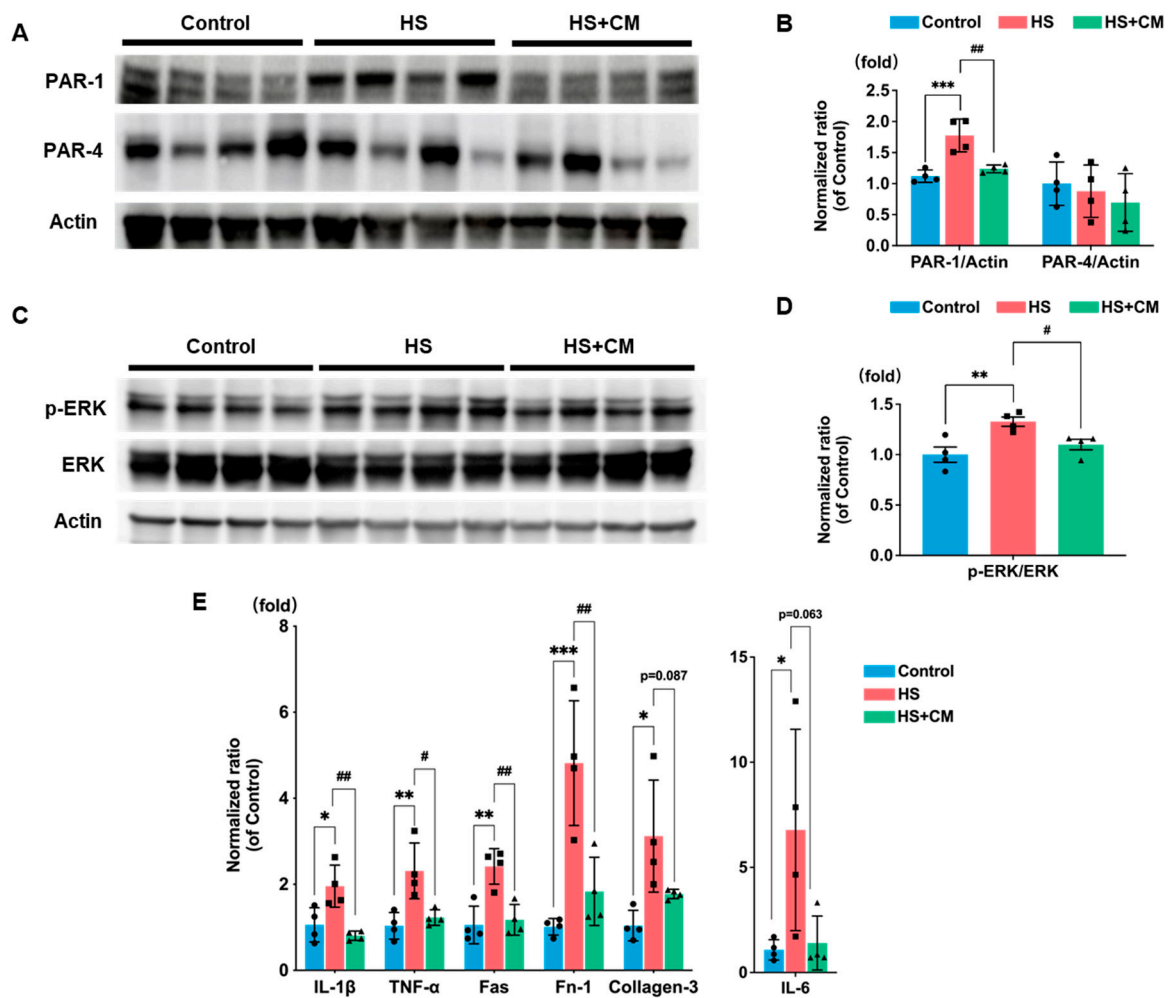 A
Control HS HS+CM
PAR-1
PAR-4
Actin
B
Control HS HS+CM
(fold)
Normalized ratio
(of Control)
2.5
2.0
1.5
1.0
0.5
0.0
*** ##
PAR-1/Actin PAR-4/Actin
C
Control HS HS+CM
p-ERK
ERK
Actin
D
Control HS HS+CM
(fold)
Normalized ratio
(of Control)
1.5
1.0
0.5
0.0
** #
p-ERK/ERK
E
(fold)
Normalized ratio
(of Control)
8
6
4
2
0
* ## ** # ** ## *** ## * p=0.087
IL-1β TNF-α Fas Fn-1 Collagen-3
15
10
5
0
* p=0.063
IL-6
Control
HS
HS+CM